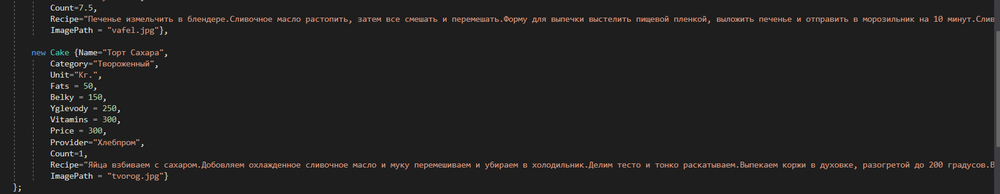 Count=7.5,
Recipe="Печенье измельчить в блендере.Сливочное масло растопить, затем все смешать и перемешать.Форму для выпечки выстелить пищевой пленкой, выложить печенье и отправить в морозильник на 10 минут.Слив
ImagePath = "vafel.jpg"},
new Cake {Name="Торт Сахара",
Category="Твороженный",
Unit="Кг.",
Fats = 50,
Belky = 150,
Yglevody = 250,
Vitamins = 300,
Price = 300,
Provider="Хлебпром",
Count=1,
Recipe="Яйца взбиваем с сахаром.Добовляем охлажденное сливочное масло и муку перемешиваем и убираем в холодильник.Делим тесто и тонко раскатываем.Выпекаем коржи в духовке, разогретой до 200 градусов.В
ImagePath = "tvorog.jpg"}
};